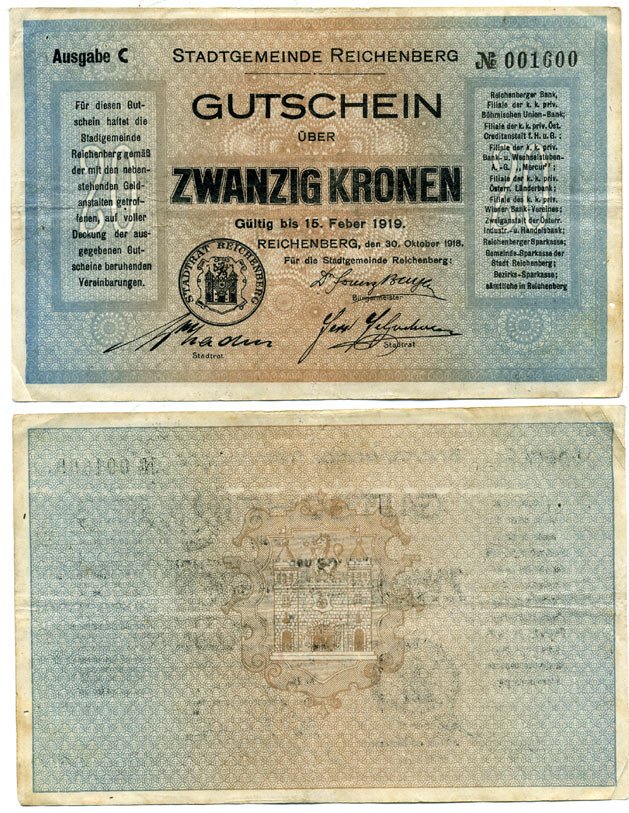 Ausgabe C
STADTGEMEINDE REICHENBERG
№ 001600
GUTSCHEIN
ÜBER
ZWANZIG KRONEN
Gültig bis 15. Feber 1919.
REICHENBERG, den 30. Oktober 1918.
Für die Stadtgemeinde Reichenberg:
Bürgermeister
Stadtrat
Stadtrat
STADTRAT REICHENBERG
Für diesen Gut-
schein haftet die
Stadtgemeinde
Reichenberg gemäß
der mit den neben-
stehenden Geld-
anstalten getrof-
fenen, auf voller
Deckung der aus-
gegebenen Gut-
scheine beruhenden
Vereinbarungen.
Reichenberger Bank,
Filiale der k. k. priv.
Böhmischen Union-Bank;
Filiale der k. k. priv. Öst.
Creditanstalt f. H. u. G.;
Filiale der k. k. priv.
Bank- u. Wechselstuben-
A.-G. „Mercur";
Filiale der k. k. priv.
Österr. Länderbank;
Filiale des k. k. priv.
Wiener Bank-Vereines;
Zweiganstalt der Österr.
Industr.- u. Handelsbank;
Reichenberger Sparkasse;
Gemeinde-Sparkasse der
Stadt Reichenberg;
Bezirks-Sparkasse;
sämtliche in Reichenberg